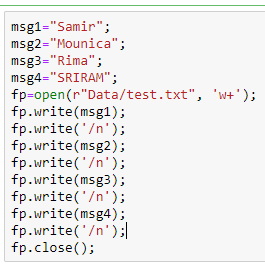 msg1="Samir";
msg2="Mounica";
msg3="Rima";
msg4="SRIRAM";
fp=open(r"Data/test.txt", 'w+');
fp.write(msg1);
fp.write('/n');
fp.write(msg2);
fp.write('/n');
fp.write(msg3);
fp.write('/n');
fp.write(msg4);
fp.write('/n');
fp.close();